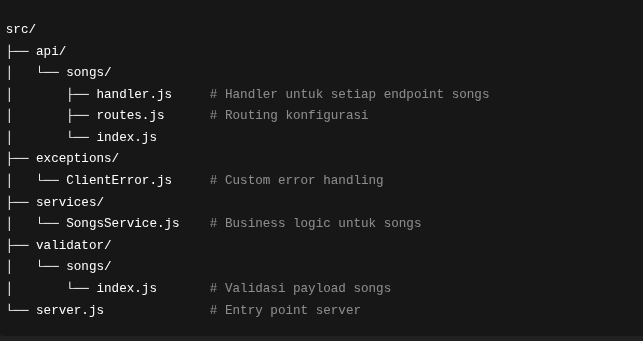 src/
├── api/
│   └── songs/
│       ├── handler.js     # Handler untuk setiap endpoint songs
│       ├── routes.js      # Routing konfigurasi
│       └── index.js
├── exceptions/
│   └── ClientError.js     # Custom error handling
├── services/
│   └── SongsService.js    # Business logic untuk songs
├── validator/
│   └── songs/
│       └── index.js       # Validasi payload songs
└── server.js              # Entry point server